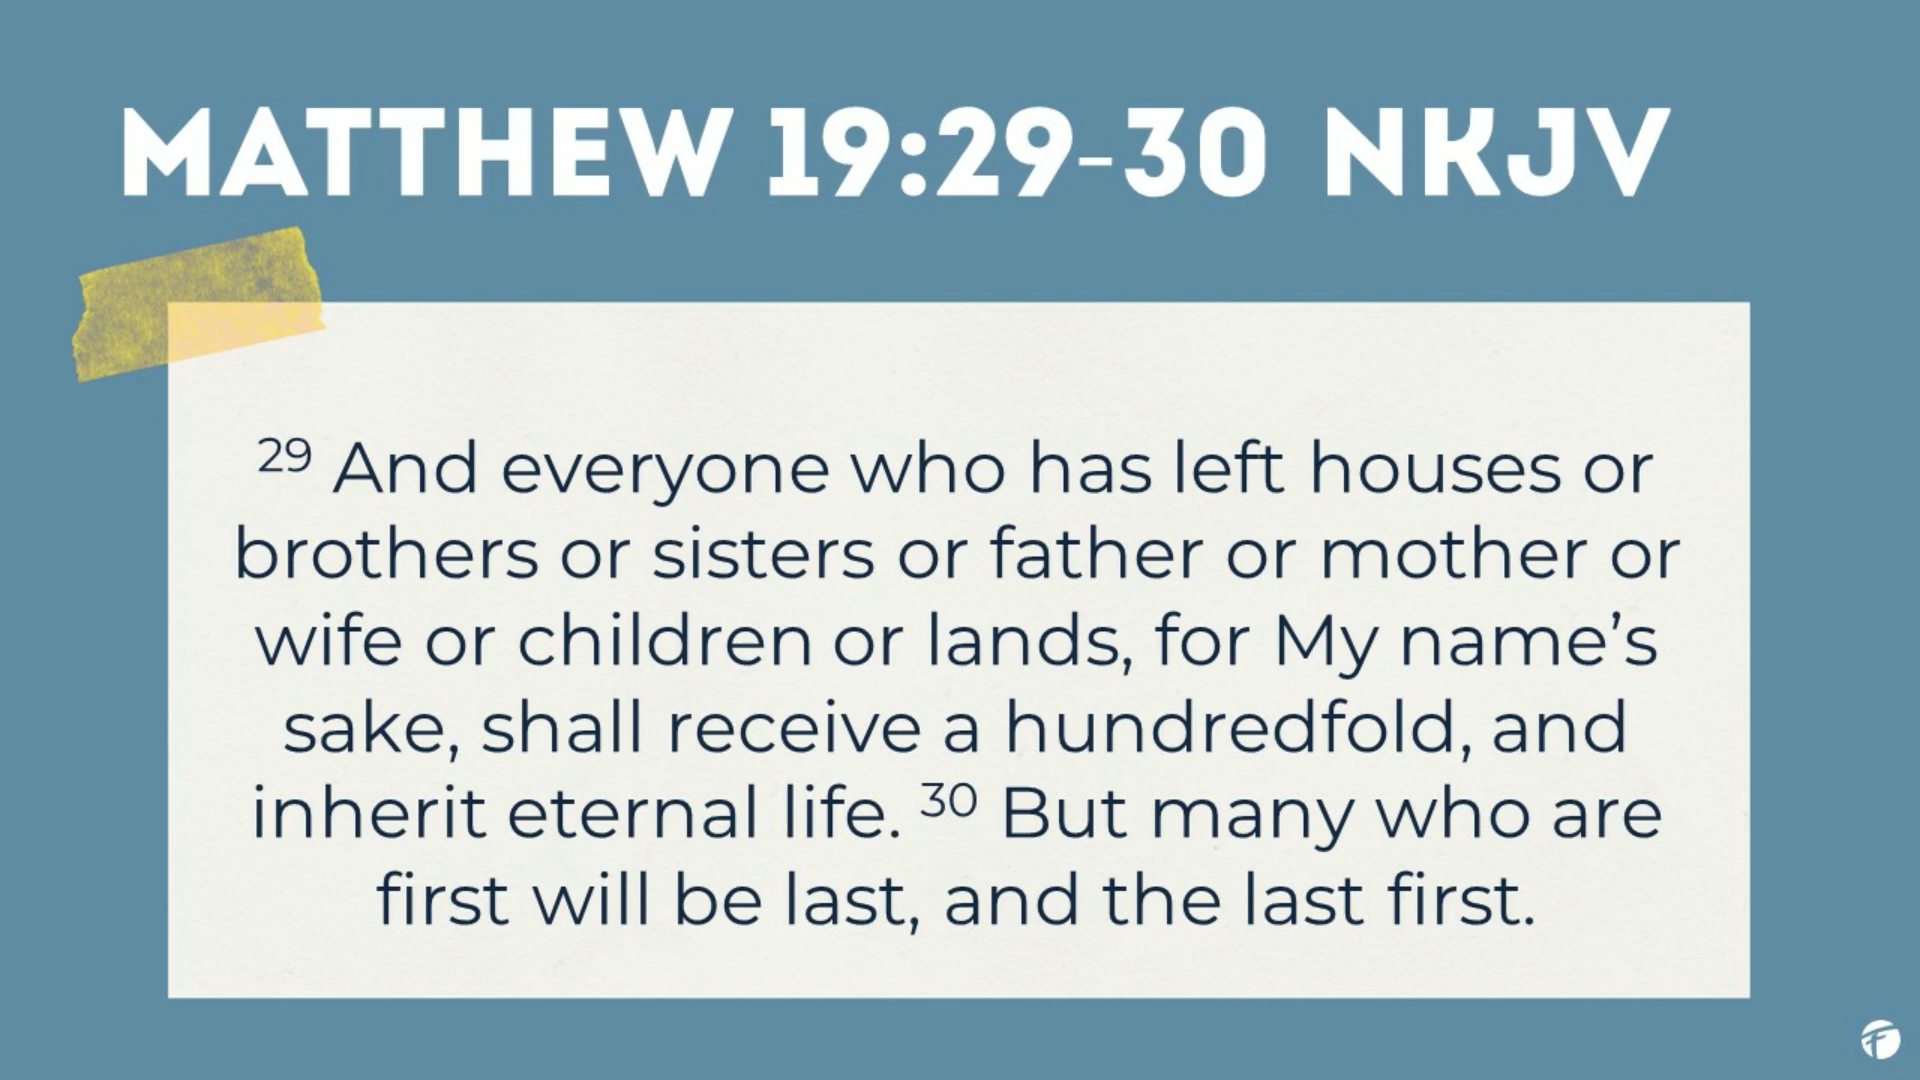 MATTHEW 19:29-30 NKJV
29 And everyone who has left houses or
brothers or sisters or father or mother or
wife or children or lands, for My name’s
sake, shall receive a hundredfold, and
inherit eternal life. 30 But many who are
first will be last, and the last first.